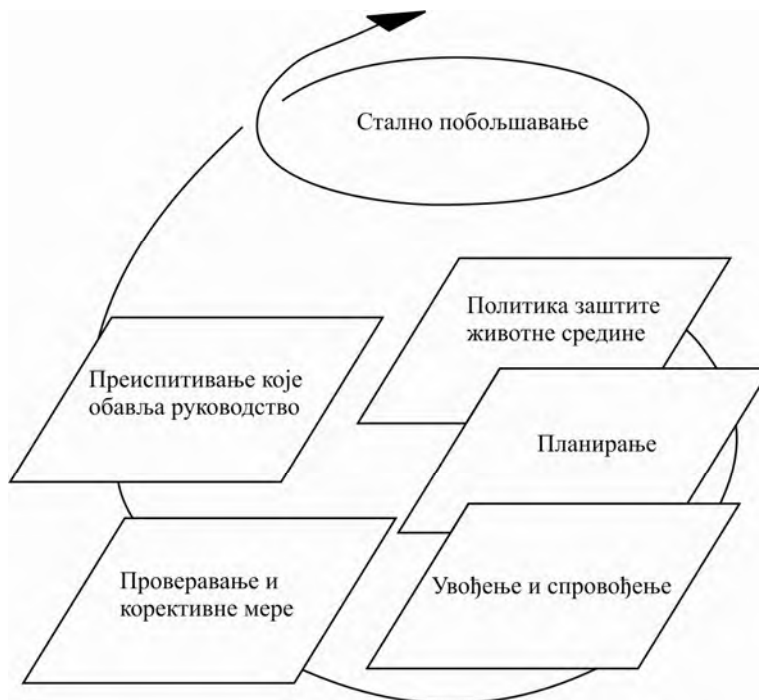 Стално побољшавање
Политика заштите
животне средине
Преиспитивање које
обавља руководство
Планирање
Проверавање и
корективне мере
Увођење и спровођење